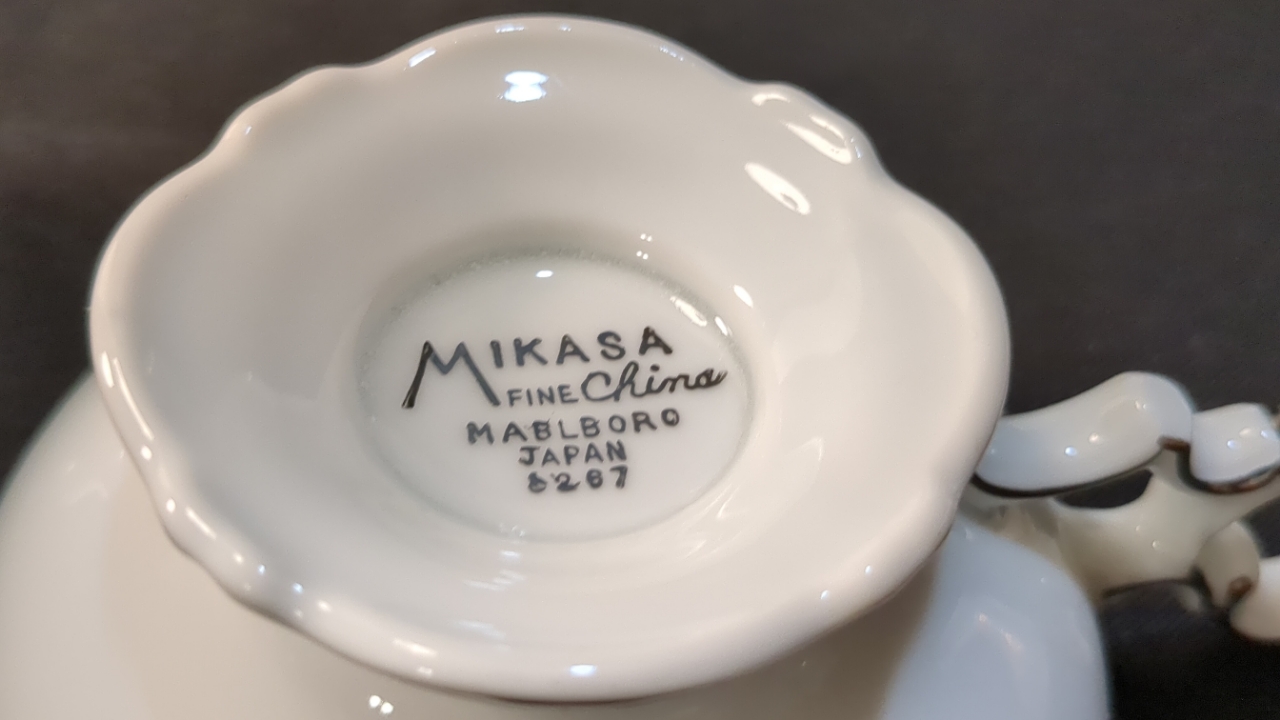 MIKASA
FINE China
MABLBORO
JAPAN
8267